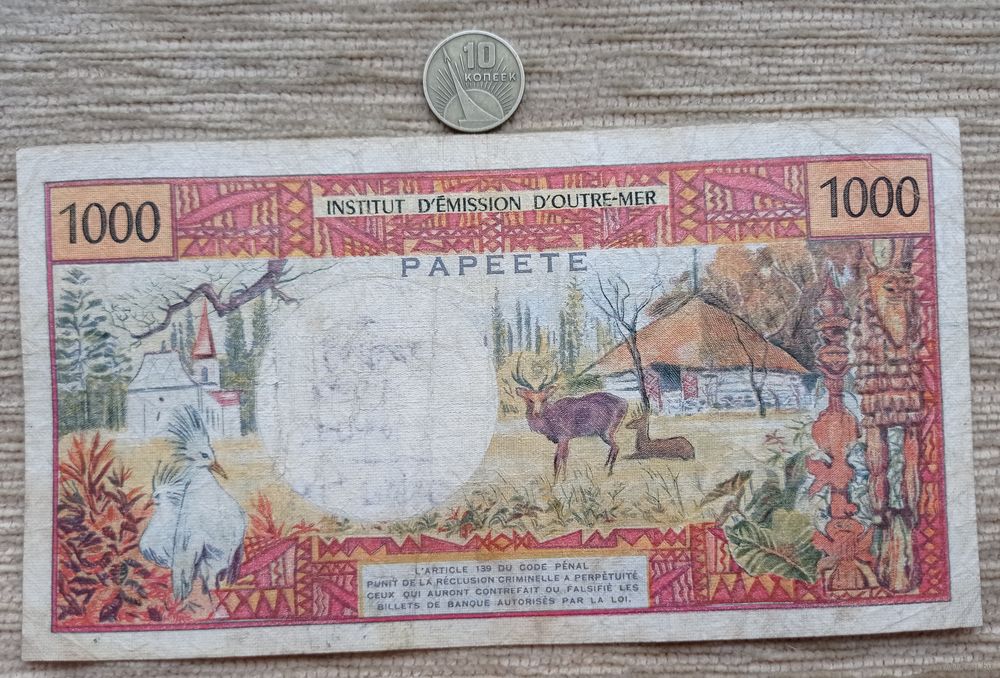 10
КОПЕЕК
1000
INSTITUT D'ÉMISSION D'OUTRE-MER
1000
PAPEETE
L'ARTICLE 139 DU CODE PÉNAL
PUNIT DE LA RÉCLUSION CRIMINELLE A PERPÉTUITÉ
CEUX QUI AURONT CONTREFAIT OU FALSIFIÉ LES
BILLETS DE BANQUE AUTORISÉS PAR LA LOI.